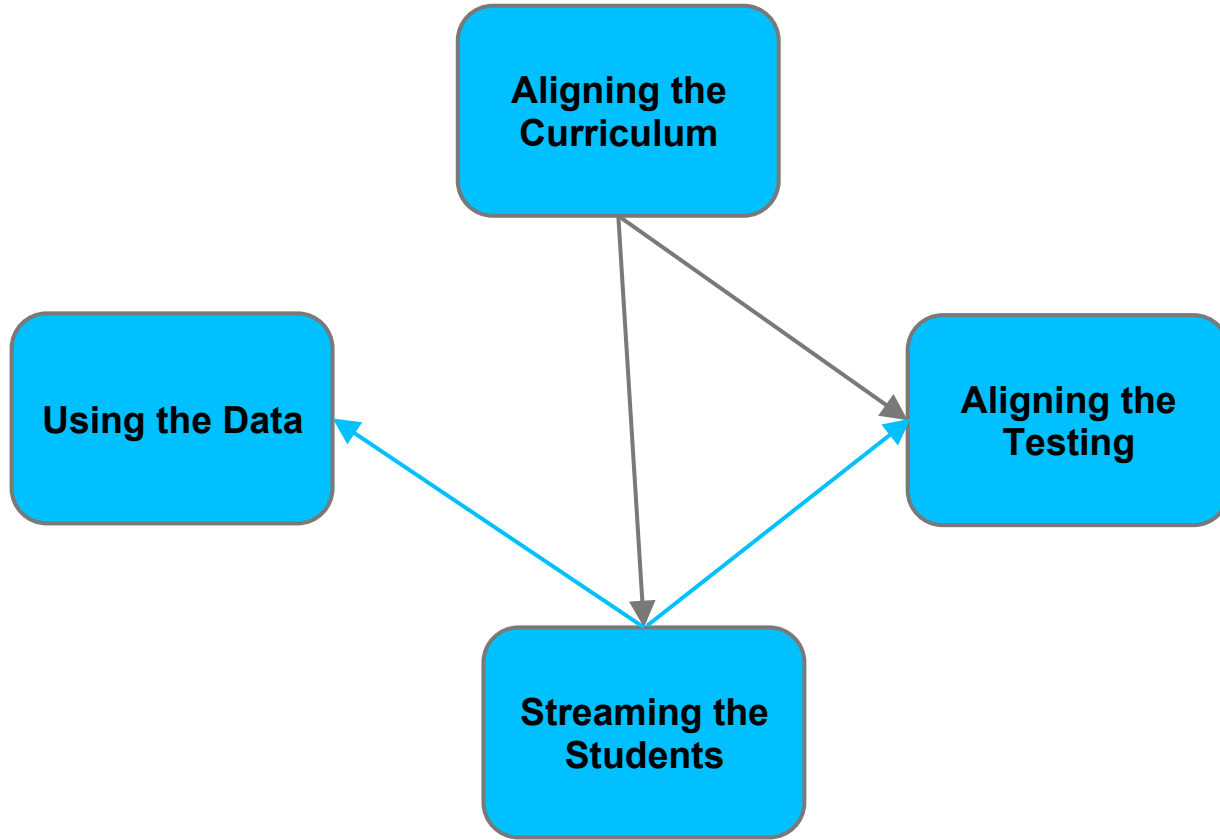 Aligning the
Curriculum
Using the Data
Aligning the
Testing
Streaming the
Students